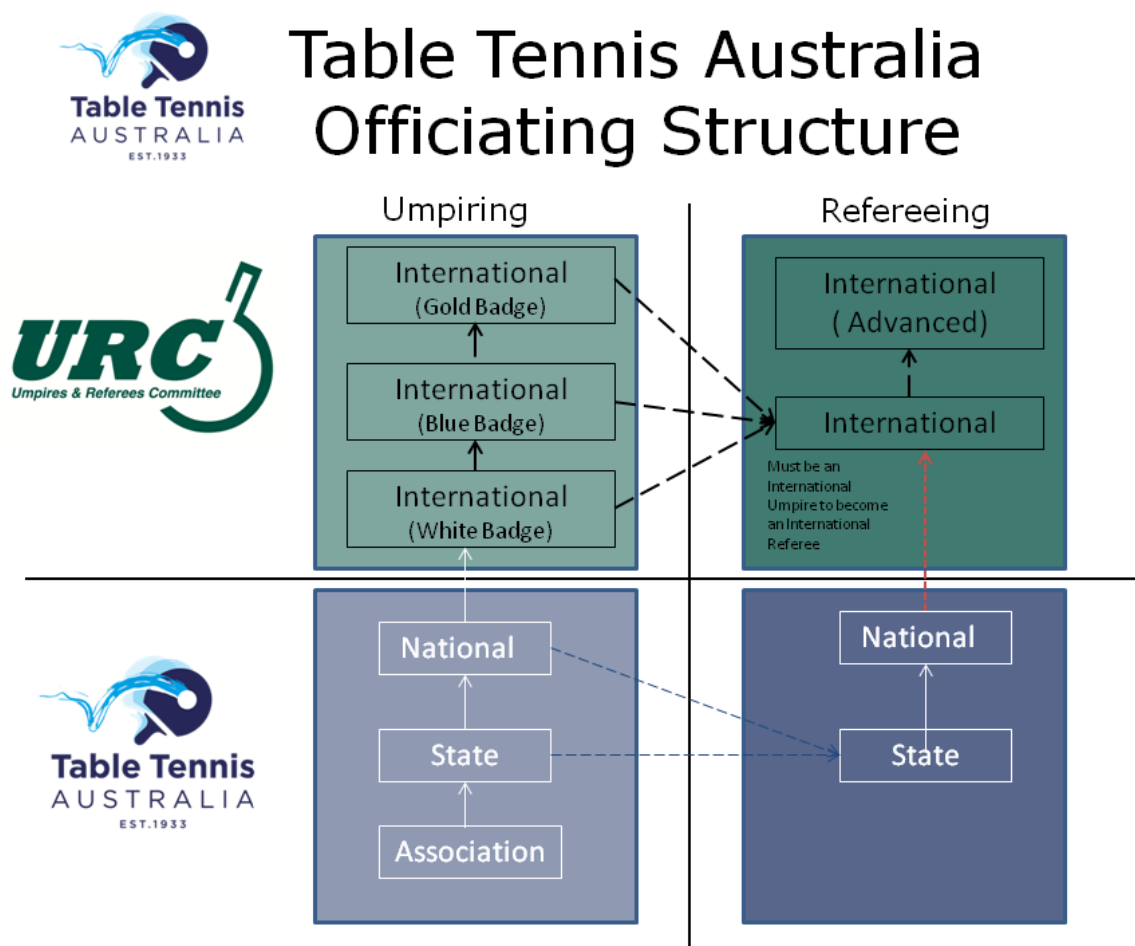 Table Tennis
AUSTRALIA
EST.1933
Table Tennis Australia
Officiating Structure
Umpiring
Refereeing
URC
Umpires & Referees Committee
International
(Gold Badge)
International
(Blue Badge)
International
(White Badge)
International
( Advanced)
International
Must be an
International
Umpire to become
an International
Referee
Table Tennis
AUSTRALIA
EST.1933
National
State
Association
National
State